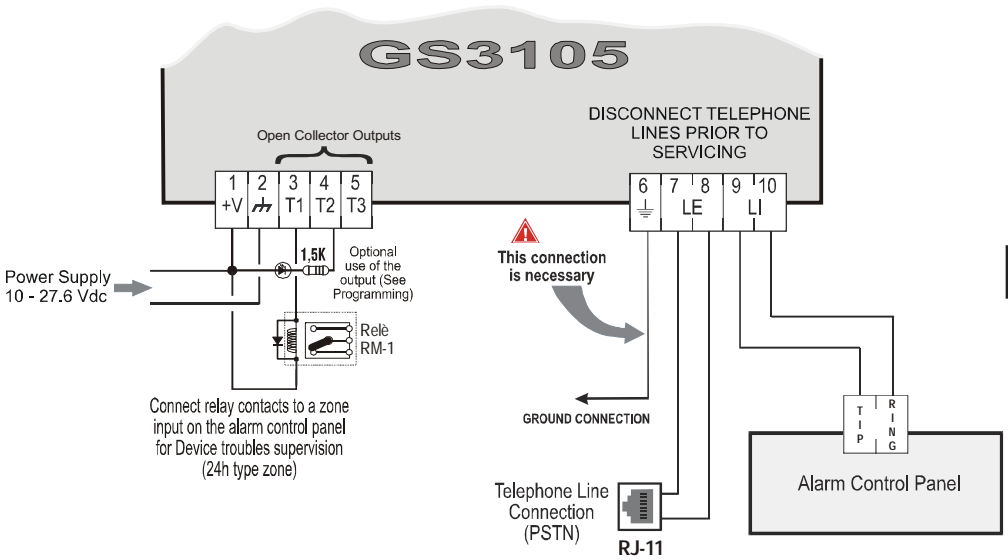 GS3105
Open Collector Outputs
DISCONNECT TELEPHONE
LINES PRIOR TO
SERVICING
1 2 3 4 5
+V T1 T2 T3
6 7 8 9 10
LE LI
1,5K
Optional
use of the
output (See
Programming)
Power Supply
10 - 27.6 Vdc
Relè
RM-1
Connect relay contacts to a zone
input on the alarm control panel
for Device troubles supervision
(24h type zone)
This connection
is necessary
GROUND CONNECTION
Telephone Line
Connection
(PSTN)
RJ-11
TIP
RING
Alarm Control Panel